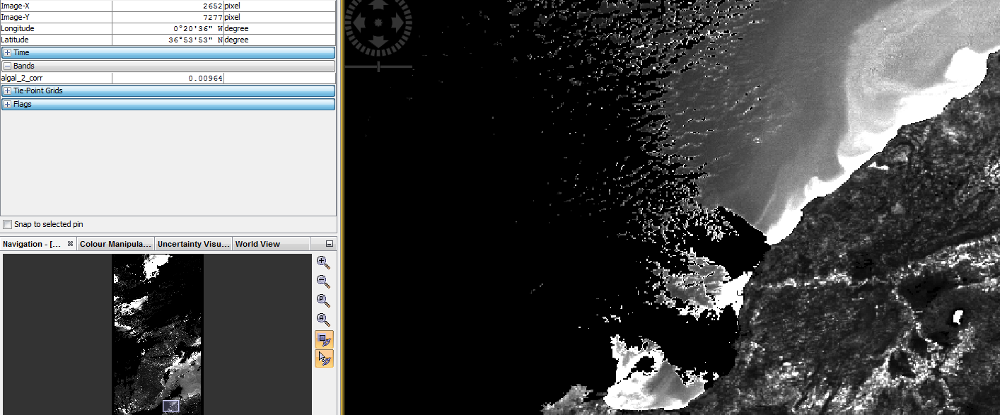 Image-X 2652 pixel
Image-Y 7277 pixel
Longitude 0°20'36" W degree
Latitude 36°53'53" N degree
Time
Bands
algal_2_corr 0.00964
Tie-Point Grids
Flags
Snap to selected pin
Navigation - [... Colour Manipula... Uncertainty Visu... World View